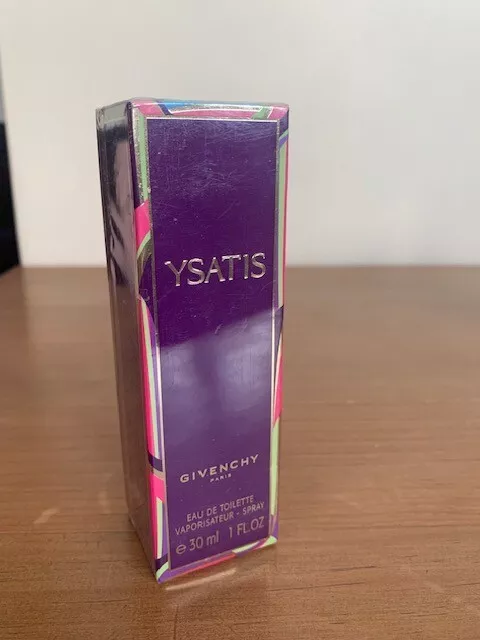 YSATIS
GIVENCHY
PARIS
EAU DE TOILETTE
VAPORISATEUR - SPRAY
℮ 30 ml 1 FL.OZ